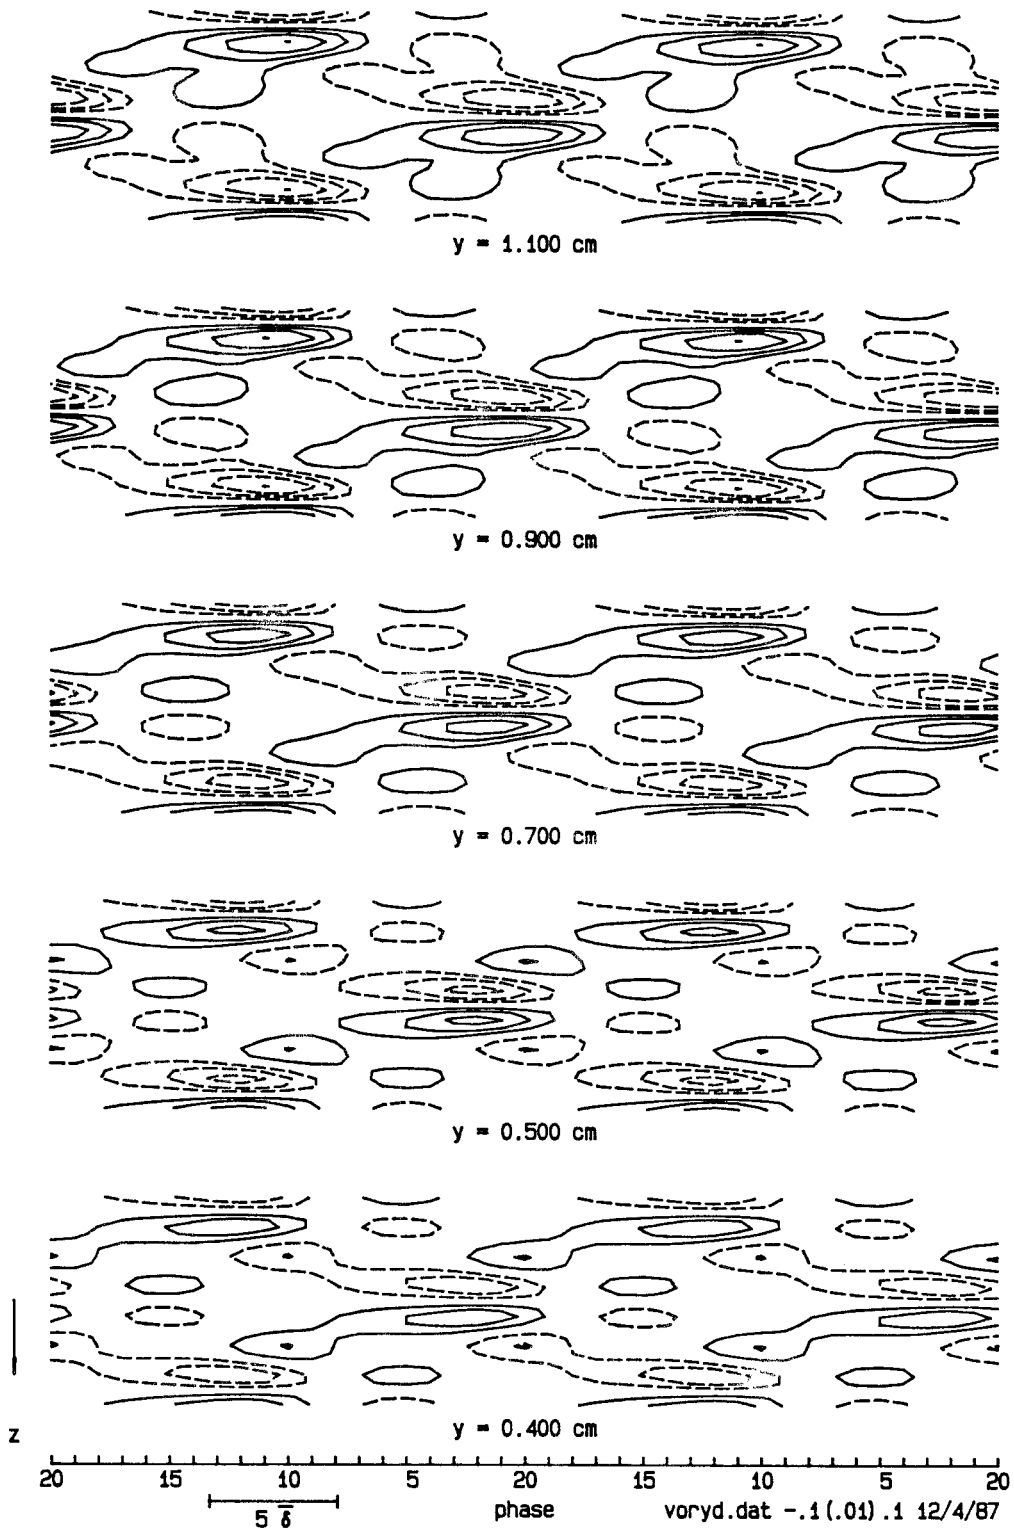 y = 1.100 cm
y = 0.900 cm
y = 0.700 cm
y = 0.500 cm
y = 0.400 cm
z
20 15 10 5 20 15 10 5 20
5 δ̅ phase voryd.dat -.1(.01).1 12/4/87